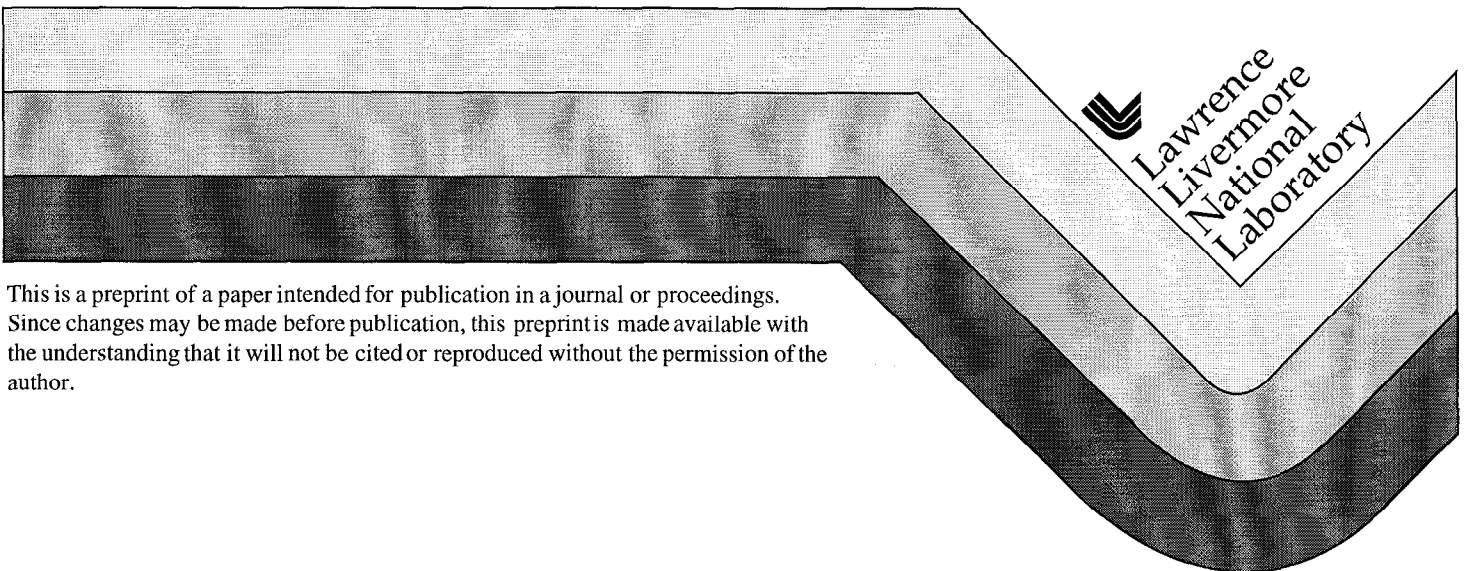 Lawrence
Livermore
National
Laboratory
This is a preprint of a paper intended for publication in a journal or proceedings.
Since changes may be made before publication, this preprint is made available with
the understanding that it will not be cited or reproduced without the permission of the
author.